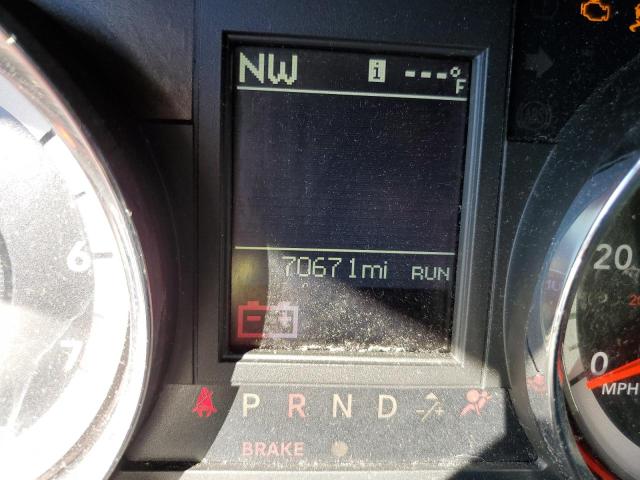 NW i ---°F
70671mi RUN
6
7
20
0
MPH
P R N D
BRAKE